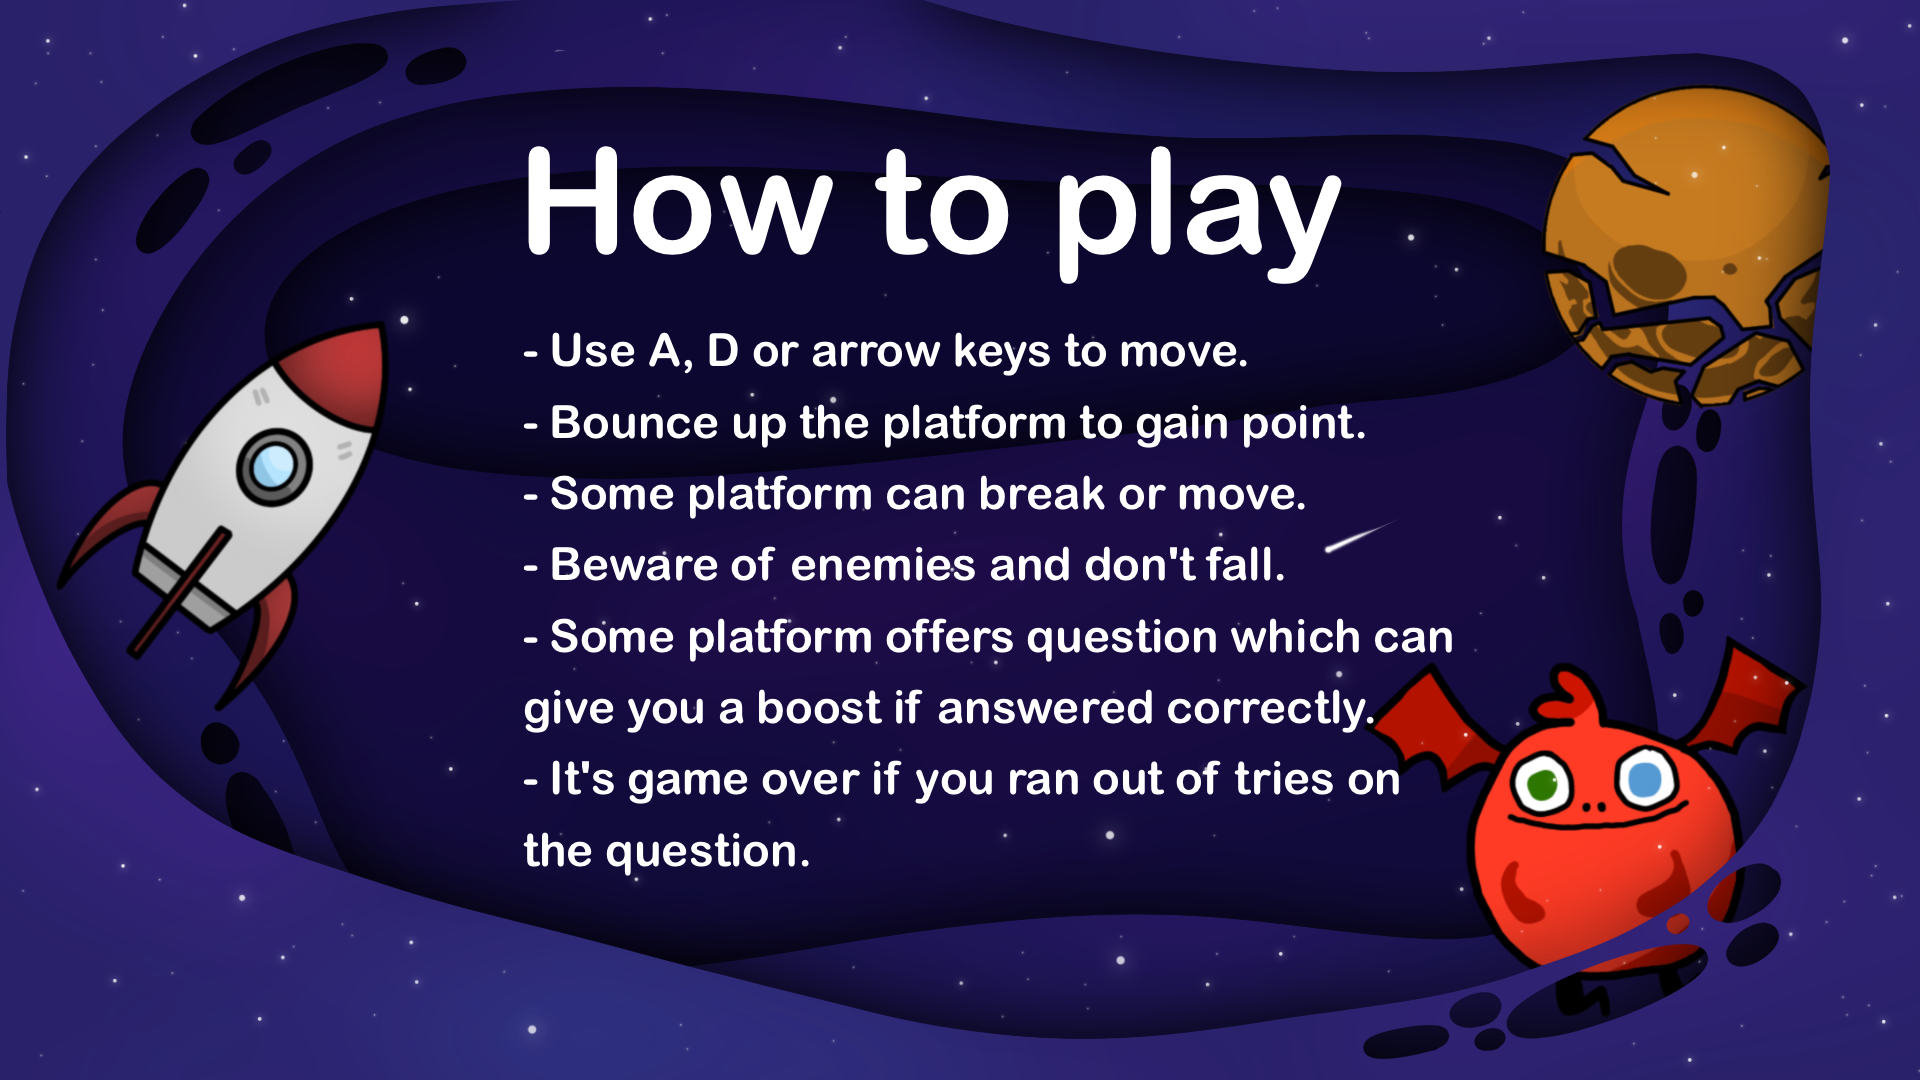 How to play
- Use A, D or arrow keys to move.
- Bounce up the platform to gain point.
- Some platform can break or move.
- Beware of enemies and don't fall.
- Some platform offers question which can
give you a boost if answered correctly.
- It's game over if you ran out of tries on
the question.